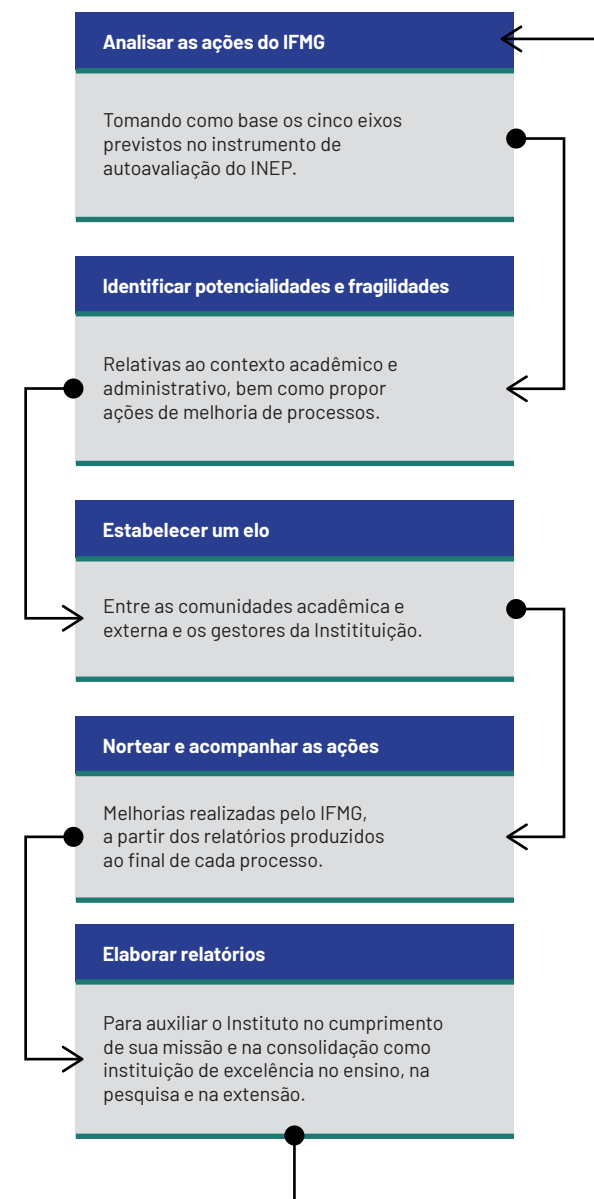 Analisar as ações do IFMG
Tomando como base os cinco eixos
previstos no instrumento de
autoavaliação do INEP.
Identificar potencialidades e fragilidades
Relativas ao contexto acadêmico e
administrativo, bem como propor
ações de melhoria de processos.
Estabelecer um elo
Entre as comunidades acadêmica e
externa e os gestores da Institituição.
Nortear e acompanhar as ações
Melhorias realizadas pelo IFMG,
a partir dos relatórios produzidos
ao final de cada processo.
Elaborar relatórios
Para auxiliar o Instituto no cumprimento
de sua missão e na consolidação como
instituição de excelência no ensino, na
pesquisa e na extensão.